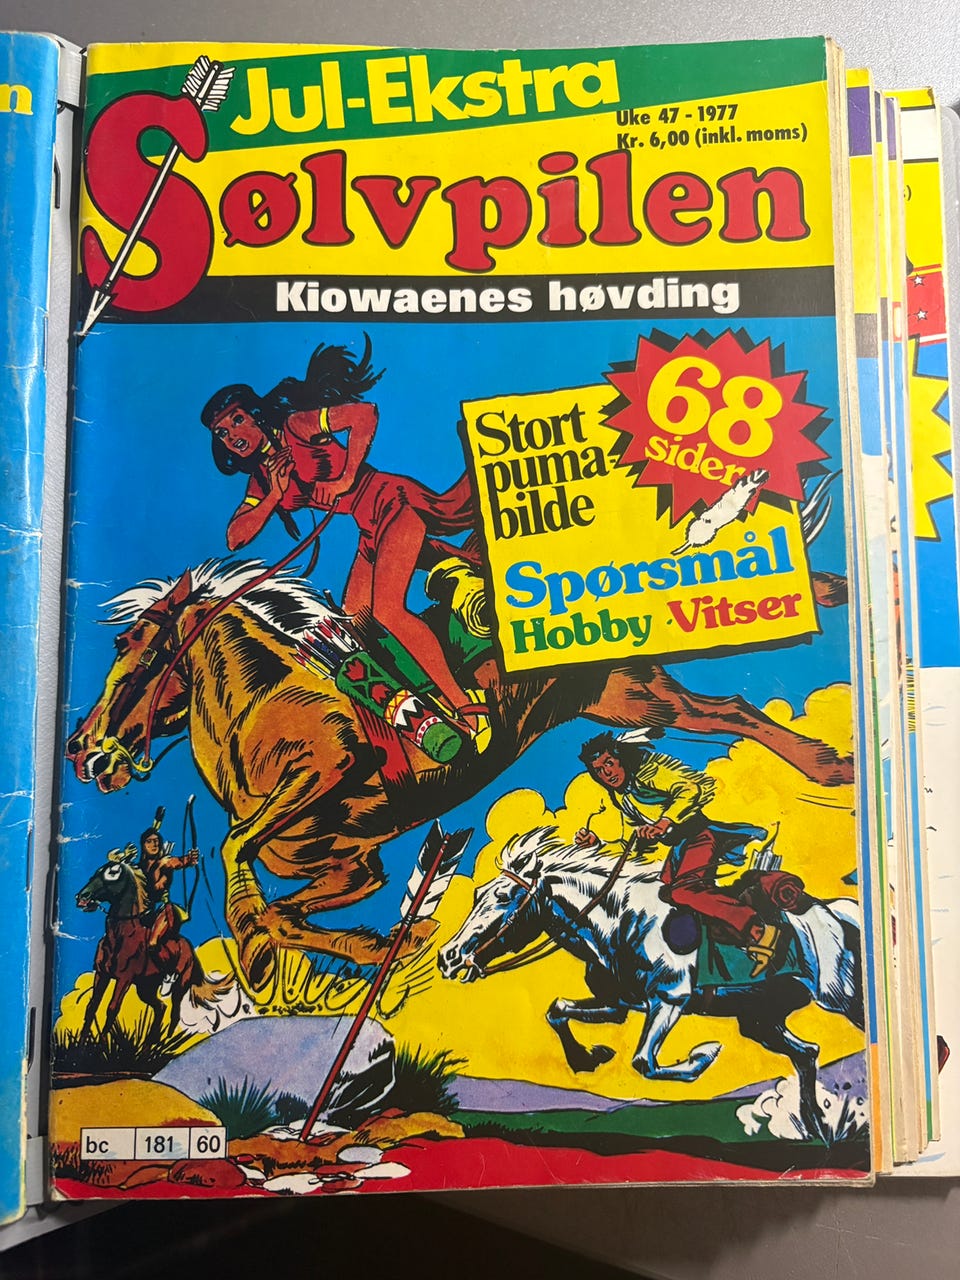 Jul-Ekstra
Uke 47 - 1977
Kr. 6,00 (inkl. moms)
Sølvpilen
Kiowaenes høvding
68
sider
Stort
puma-
bilde
Spørsmål
Hobby · Vitser
bc 181 60
n